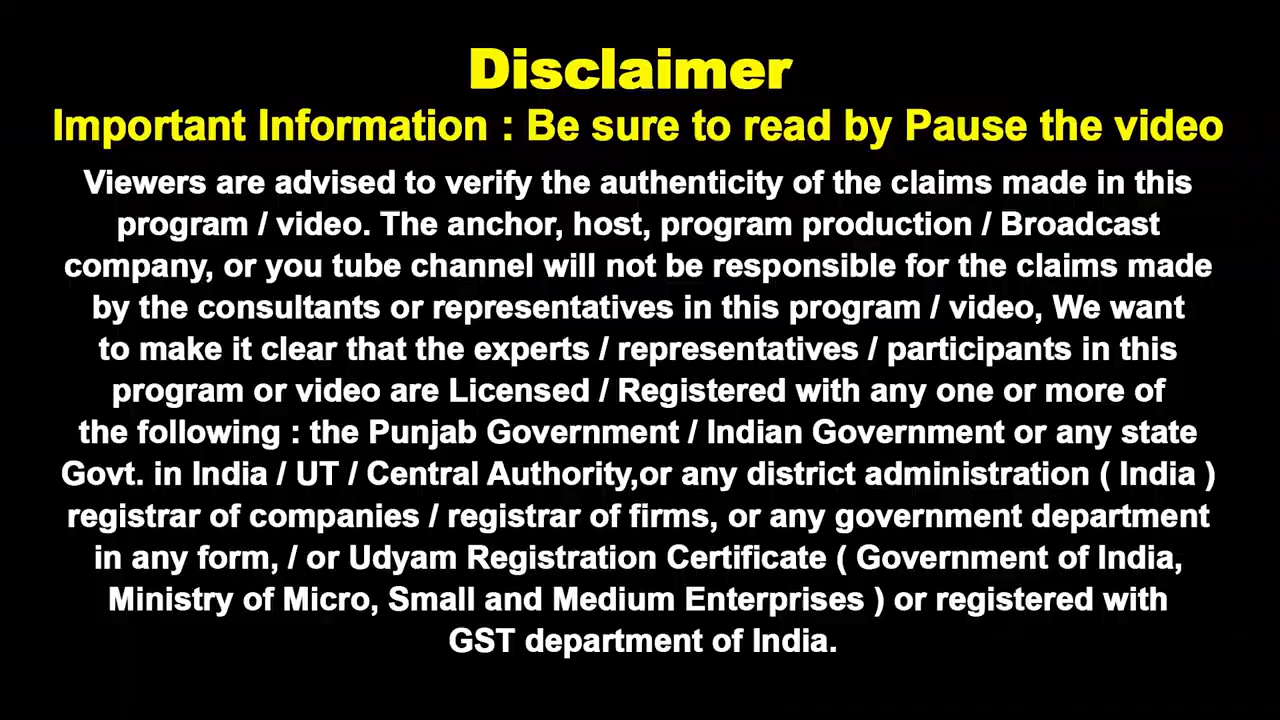 Disclaimer
Important Information : Be sure to read by Pause the video
Viewers are advised to verify the authenticity of the claims made in this
program / video. The anchor, host, program production / Broadcast
company, or you tube channel will not be responsible for the claims made
by the consultants or representatives in this program / video, We want
to make it clear that the experts / representatives / participants in this
program or video are Licensed / Registered with any one or more of
the following : the Punjab Government / Indian Government or any state
Govt. in India / UT / Central Authority,or any district administration ( India )
registrar of companies / registrar of firms, or any government department
in any form, / or Udyam Registration Certificate ( Government of India,
Ministry of Micro, Small and Medium Enterprises ) or registered with
GST department of India.